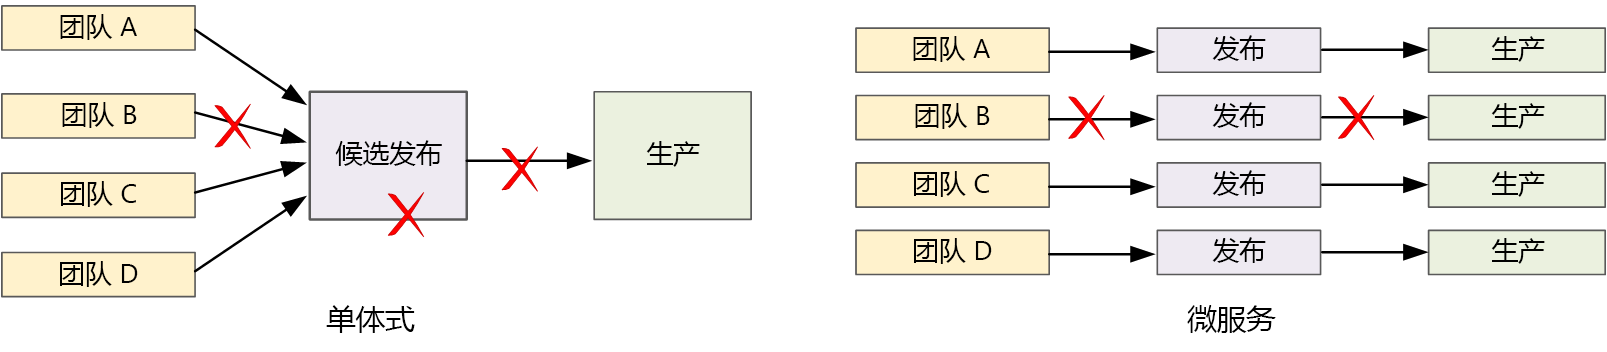 团队 A
团队 B
团队 C
团队 D
候选发布
生产
单体式
团队 A
发布
生产
团队 B
发布
生产
团队 C
发布
生产
团队 D
发布
生产
微服务